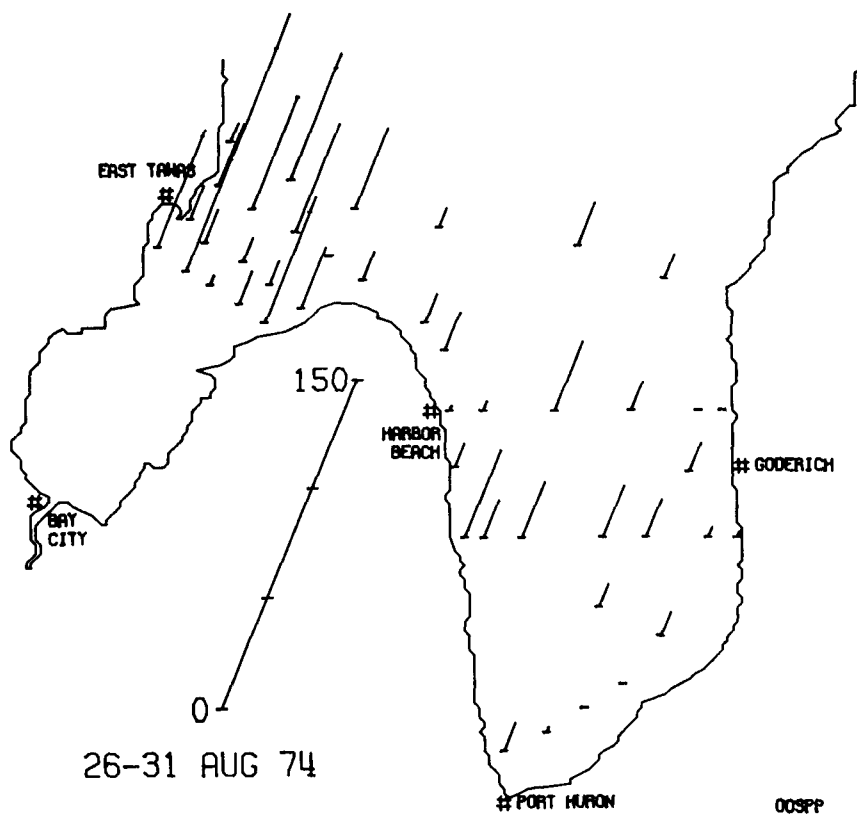 EAST TAWAS
#
150
#
HARBOR
BEACH
# GODERICH
#
BAY
CITY
0
26-31 AUG 74
# PORT HURON
OOSPP